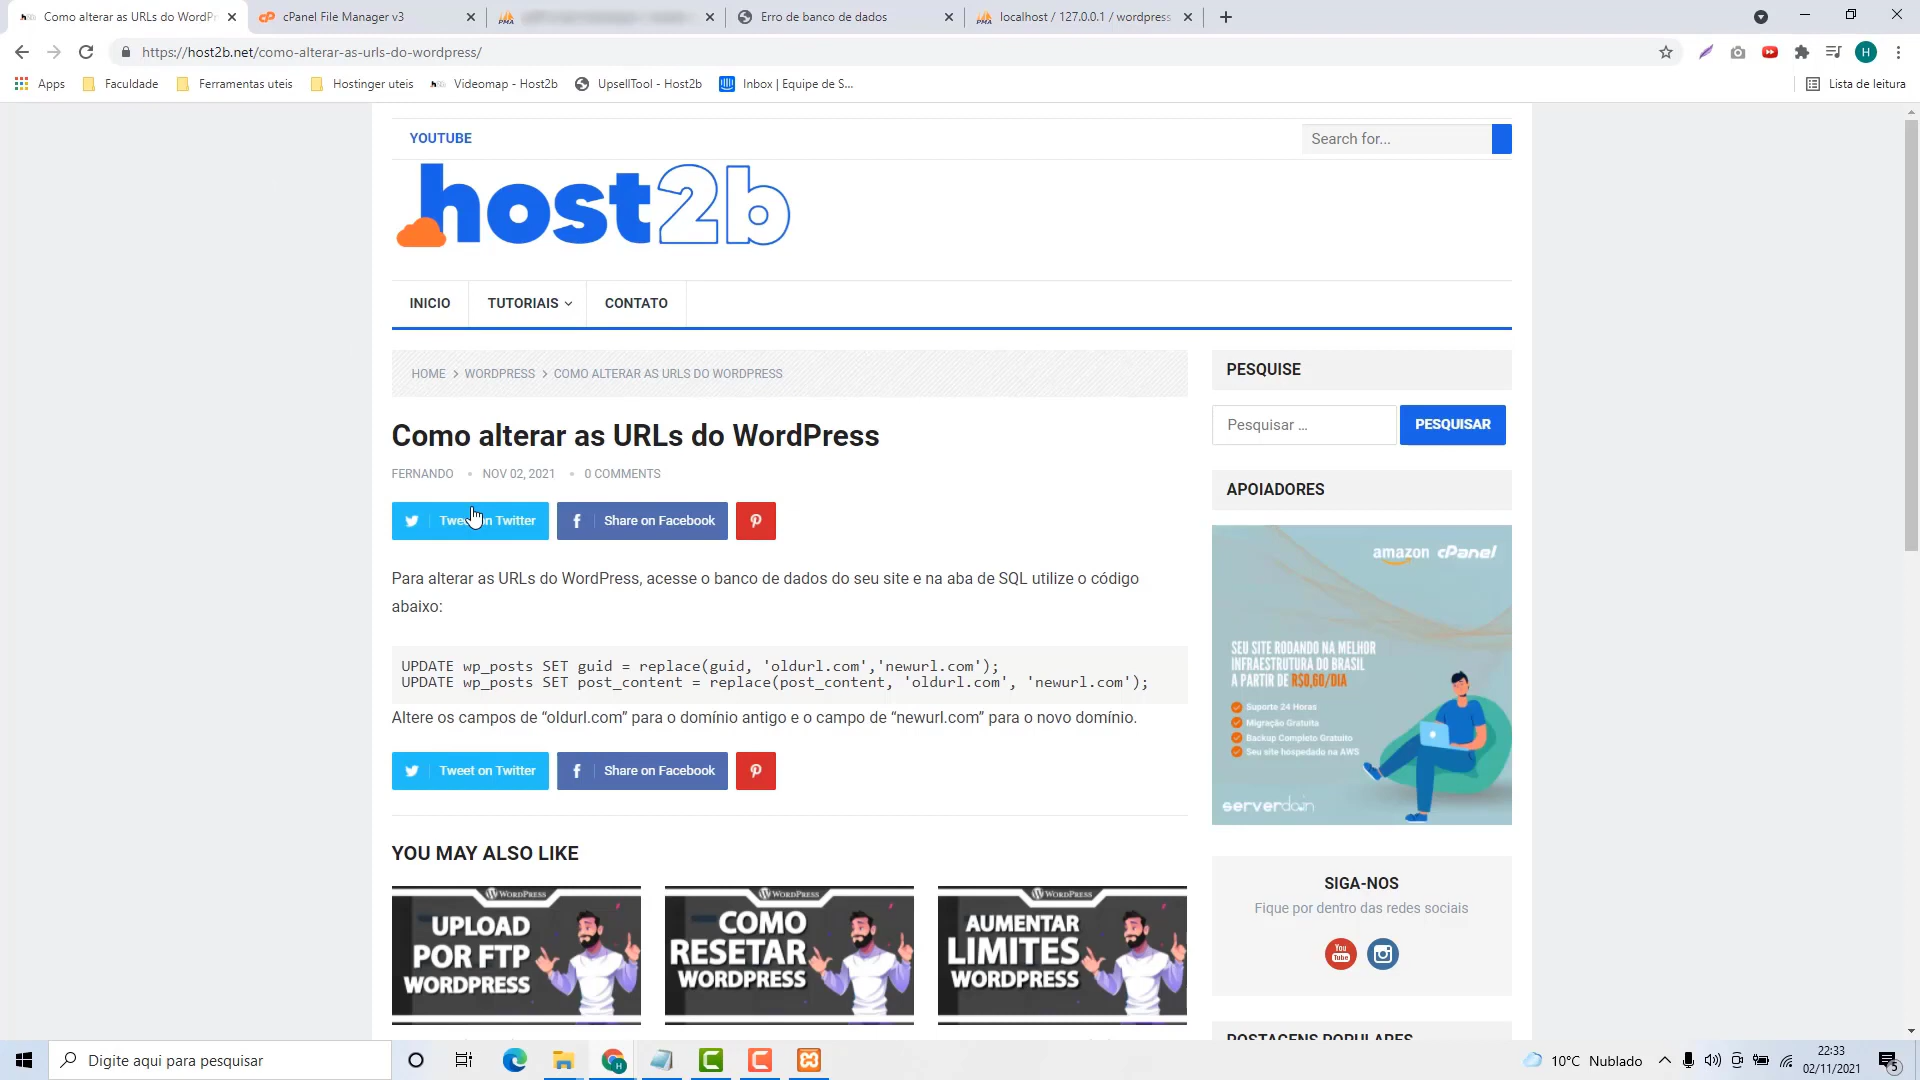 Como alterar as URLs do WordPr
cPanel File Manager v3
Erro de banco de dados
localhost / 127.0.0.1 / wordpress
https://host2b.net/como-alterar-as-urls-do-wordpress/
H
Apps
Faculdade
Ferramentas uteis
Hostinger uteis
Videomap - Host2b
UpsellTool - Host2b
Inbox | Equipe de S...
Lista de leitura
YOUTUBE
Search for...
host2b
INICIO
TUTORIAIS
CONTATO
HOME > WORDPRESS > COMO ALTERAR AS URLS DO WORDPRESS
PESQUISE
Pesquisar ...
PESQUISAR
Como alterar as URLs do WordPress
FERNANDO • NOV 02, 2021 • 0 COMMENTS
APOIADORES
Tweet on Twitter
Share on Facebook
Para alterar as URLs do WordPress, acesse o banco de dados do seu site e na aba de SQL utilize o código
abaixo:
UPDATE wp_posts SET guid = replace(guid, 'oldurl.com','newurl.com');
UPDATE wp_posts SET post_content = replace(post_content, 'oldurl.com', 'newurl.com');
Altere os campos de “oldurl.com” para o domínio antigo e o campo de “newurl.com” para o novo domínio.
Tweet on Twitter
Share on Facebook
amazon cPanel
SEU SITE RODANDO NA MELHOR
INFRAESTRUTURA DO BRASIL
A PARTIR DE R$0,60/DIA
Suporte 24 Horas
Migração Gratuita
Backup Completo Gratuito
Seu site hospedado na AWS
serverdo.in
YOU MAY ALSO LIKE
WORDPRESS
UPLOAD
POR FTP
WORDPRESS
WORDPRESS
COMO
RESETAR
WORDPRESS
WORDPRESS
AUMENTAR
LIMITES
WORDPRESS
SIGA-NOS
Fique por dentro das redes sociais
You
Tube
POSTAGENS POPULARES
Digite aqui para pesquisar
10°C Nublado
22:33
02/11/2021
5